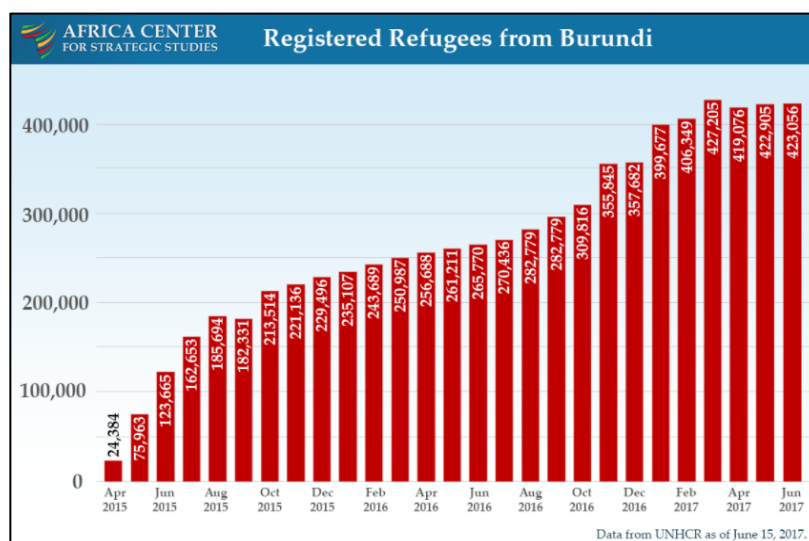 AFRICA CENTER
FOR STRATEGIC STUDIES
Registered Refugees from Burundi
400,000
300,000
200,000
100,000
0
24,384
75,963
123,665
162,653
185,694
182,331
213,514
221,136
229,496
235,107
243,689
250,987
256,688
261,211
265,770
270,436
282,779
282,779
309,816
355,845
357,682
399,677
406,349
427,205
419,076
422,905
423,056
Apr 2015
Jun 2015
Aug 2015
Oct 2015
Dec 2015
Feb 2016
Apr 2016
Jun 2016
Aug 2016
Oct 2016
Dec 2016
Feb 2017
Apr 2017
Jun 2017
Data from UNHCR as of June 15, 2017.